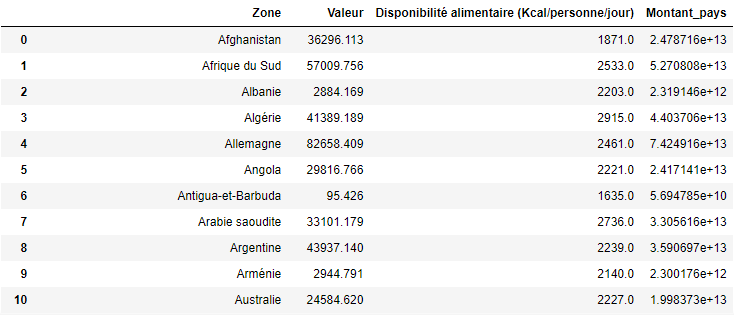 Zone Valeur Disponibilité alimentaire (Kcal/personne/jour) Montant_pays
0 Afghanistan 36296.113 1871.0 2.478716e+13
1 Afrique du Sud 57009.756 2533.0 5.270808e+13
2 Albanie 2884.169 2203.0 2.319146e+12
3 Algérie 41389.189 2915.0 4.403706e+13
4 Allemagne 82658.409 2461.0 7.424916e+13
5 Angola 29816.766 2221.0 2.417141e+13
6 Antigua-et-Barbuda 95.426 1635.0 5.694785e+10
7 Arabie saoudite 33101.179 2736.0 3.305616e+13
8 Argentine 43937.140 2239.0 3.590697e+13
9 Arménie 2944.791 2140.0 2.300176e+12
10 Australie 24584.620 2227.0 1.998373e+13